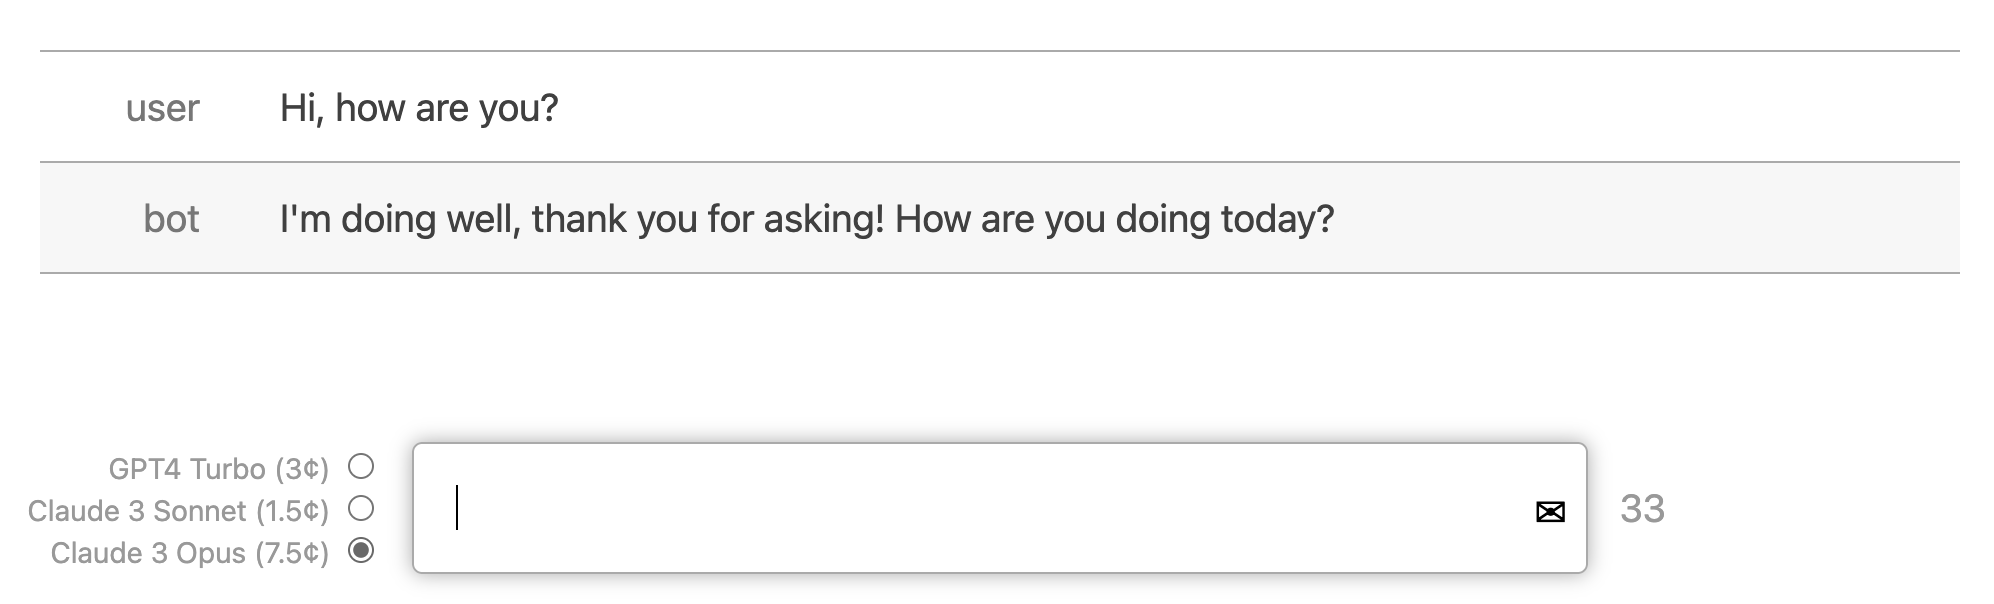 user Hi, how are you?
bot I'm doing well, thank you for asking! How are you doing today?
GPT4 Turbo (3¢)
Claude 3 Sonnet (1.5¢)
Claude 3 Opus (7.5¢)
33